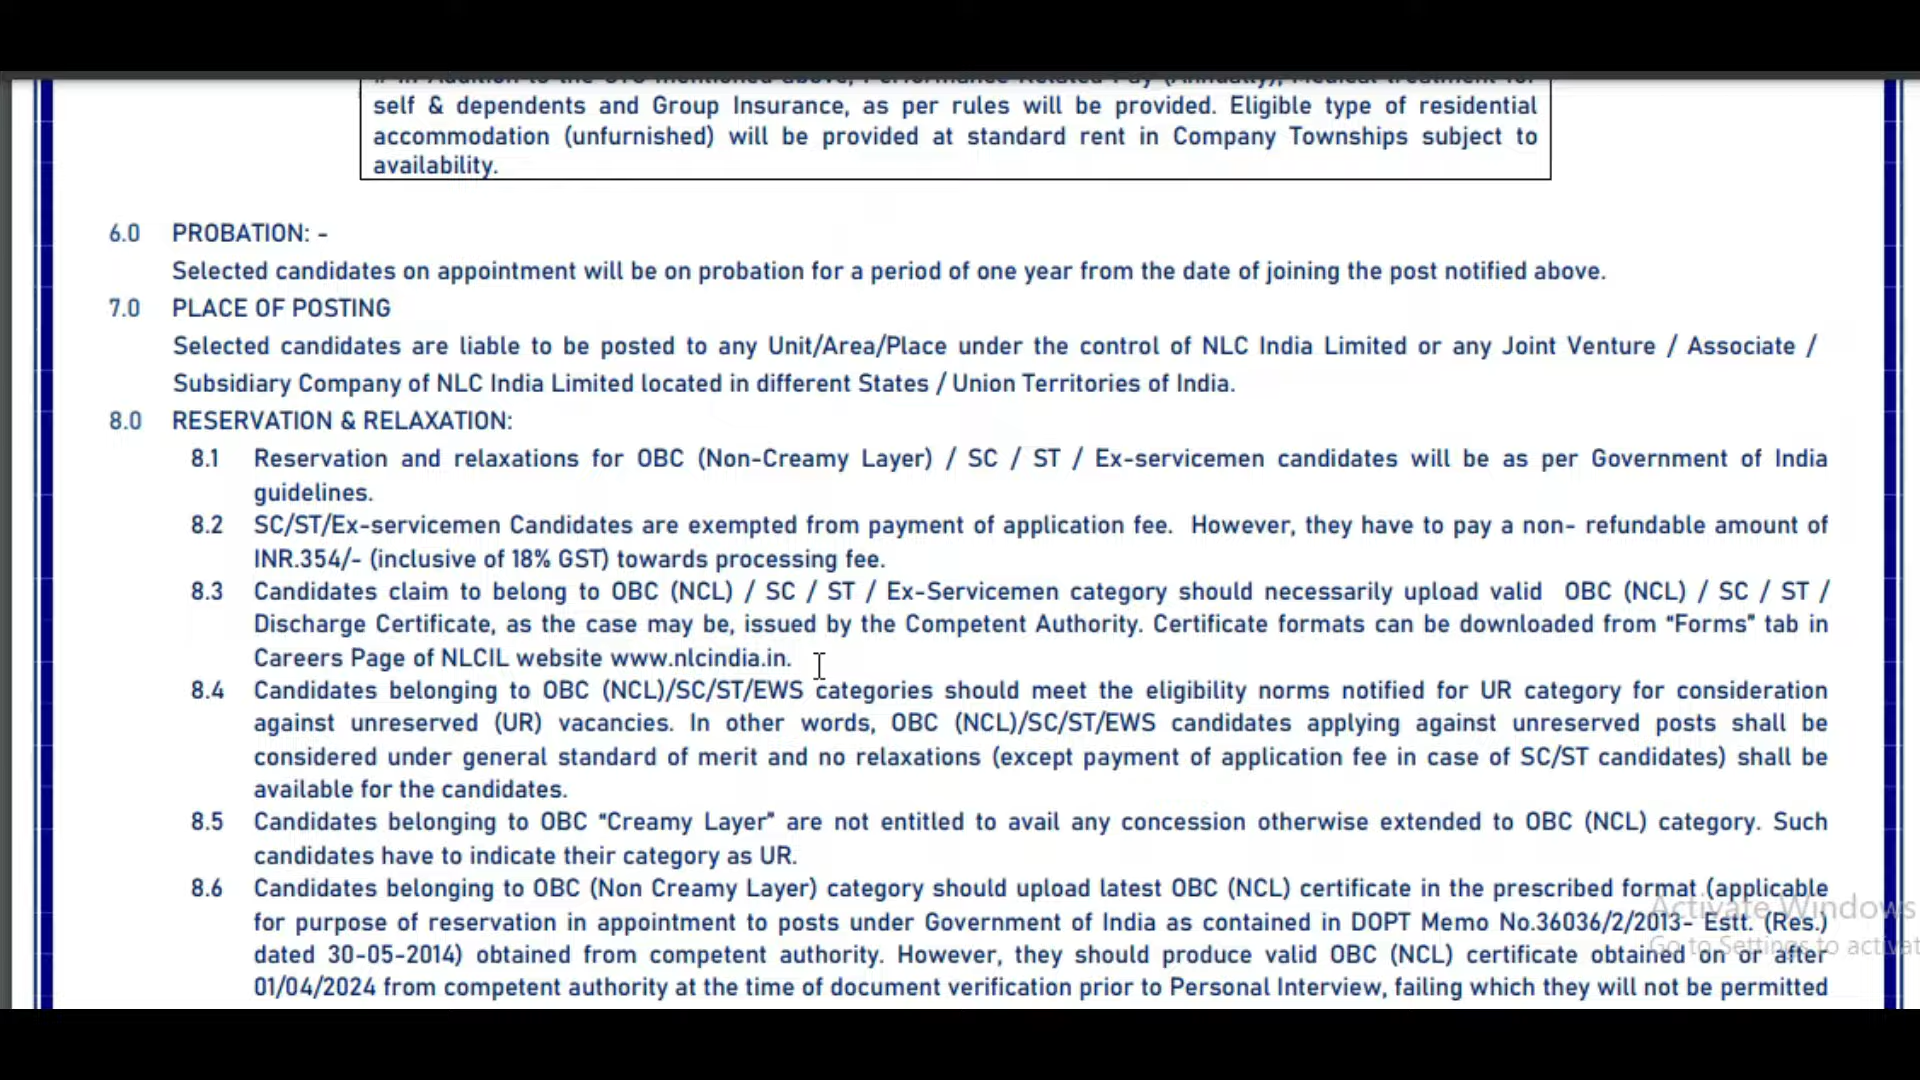 self & dependents and Group Insurance, as per rules will be provided. Eligible type of residential
accommodation (unfurnished) will be provided at standard rent in Company Townships subject to
availability.
6.0 PROBATION: -
Selected candidates on appointment will be on probation for a period of one year from the date of joining the post notified above.
7.0 PLACE OF POSTING
Selected candidates are liable to be posted to any Unit/Area/Place under the control of NLC India Limited or any Joint Venture / Associate /
Subsidiary Company of NLC India Limited located in different States / Union Territories of India.
8.0 RESERVATION & RELAXATION:
8.1 Reservation and relaxations for OBC (Non-Creamy Layer) / SC / ST / Ex-servicemen candidates will be as per Government of India
guidelines.
8.2 SC/ST/Ex-servicemen Candidates are exempted from payment of application fee. However, they have to pay a non- refundable amount of
INR.354/- (inclusive of 18% GST) towards processing fee.
8.3 Candidates claim to belong to OBC (NCL) / SC / ST / Ex-Servicemen category should necessarily upload valid OBC (NCL) / SC / ST /
Discharge Certificate, as the case may be, issued by the Competent Authority. Certificate formats can be downloaded from “Forms” tab in
Careers Page of NLCIL website www.nlcindia.in.
8.4 Candidates belonging to OBC (NCL)/SC/ST/EWS categories should meet the eligibility norms notified for UR category for consideration
against unreserved (UR) vacancies. In other words, OBC (NCL)/SC/ST/EWS candidates applying against unreserved posts shall be
considered under general standard of merit and no relaxations (except payment of application fee in case of SC/ST candidates) shall be
available for the candidates.
8.5 Candidates belonging to OBC “Creamy Layer” are not entitled to avail any concession otherwise extended to OBC (NCL) category. Such
candidates have to indicate their category as UR.
8.6 Candidates belonging to OBC (Non Creamy Layer) category should upload latest OBC (NCL) certificate in the prescribed format (applicable
for purpose of reservation in appointment to posts under Government of India as contained in DOPT Memo No.36036/2/2013- Estt. (Res.)
dated 30-05-2014) obtained from competent authority. However, they should produce valid OBC (NCL) certificate obtained on or after
01/04/2024 from competent authority at the time of document verification prior to Personal Interview, failing which they will not be permitted
Activate Windows
Go to Settings to activat